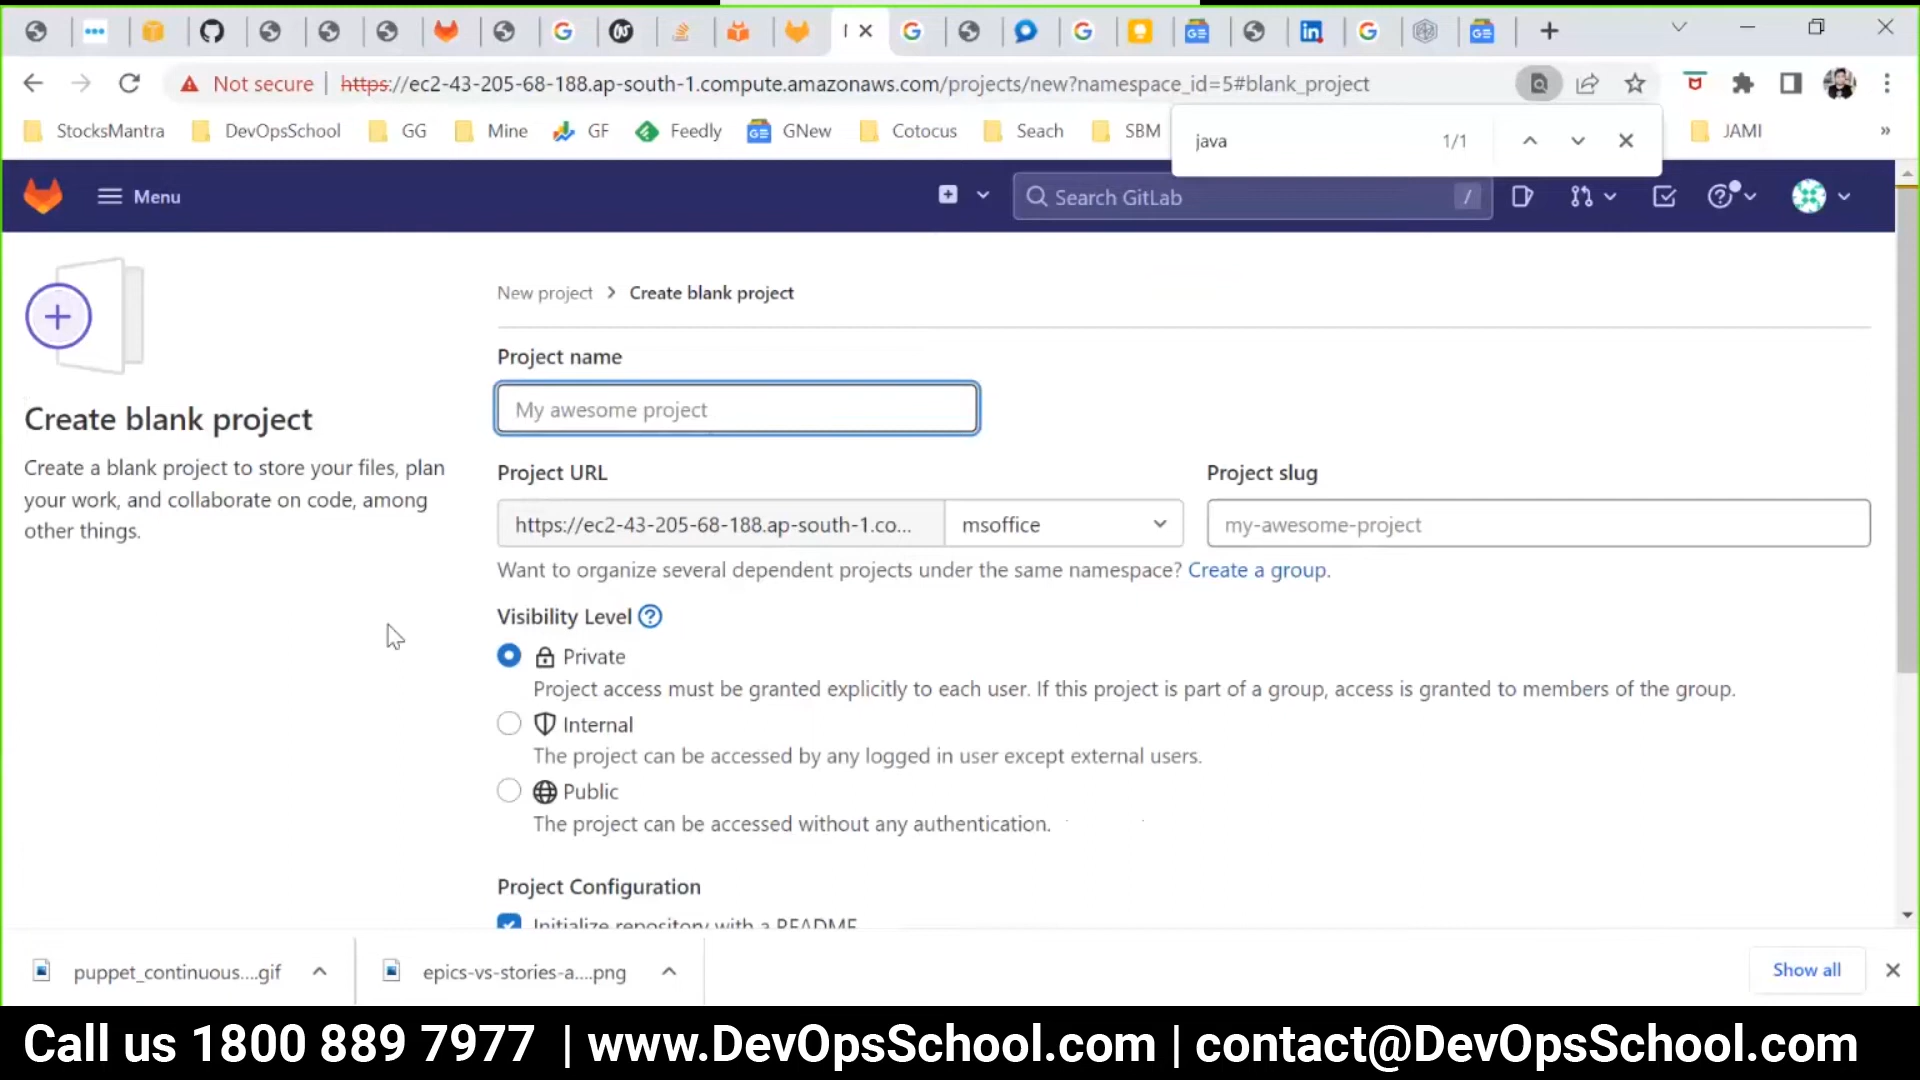 Not secure
https://ec2-43-205-68-188.ap-south-1.compute.amazonaws.com/projects/new?namespace_id=5#blank_project
StocksMantra
DevOpsSchool
GG
Mine
GF
Feedly
GNew
Cotocus
Seach
SBM
java
1/1
JAMI
»
Menu
Search GitLab
/
New project > Create blank project
Project name
My awesome project
Create blank project
Create a blank project to store your files, plan
your work, and collaborate on code, among
other things.
Project URL
Project slug
https://ec2-43-205-68-188.ap-south-1.co...
msoffice
my-awesome-project
Want to organize several dependent projects under the same namespace? Create a group.
Visibility Level
Private
Project access must be granted explicitly to each user. If this project is part of a group, access is granted to members of the group.
Internal
The project can be accessed by any logged in user except external users.
Public
The project can be accessed without any authentication.
Project Configuration
Initialize repository with a README
puppet_continuous....gif
epics-vs-stories-a....png
Show all
Call us 1800 889 7977 | www.DevOpsSchool.com | contact@DevOpsSchool.com